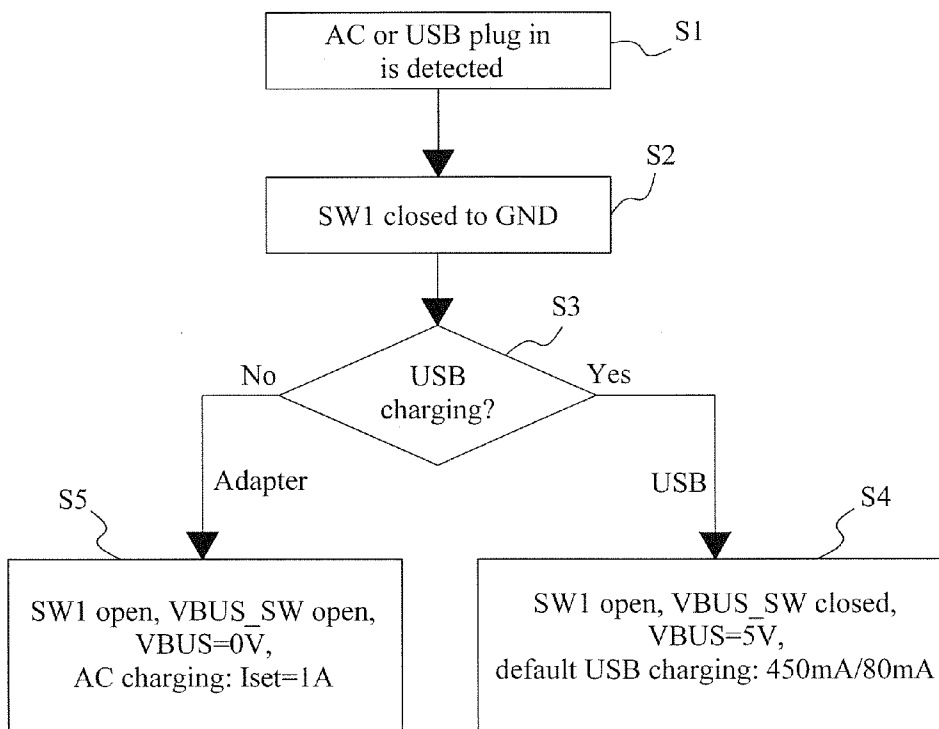 AC or USB plug in
is detected
S1
S2
SW1 closed to GND
S3
No
USB
charging?
Yes
Adapter
USB
S5
S4
SW1 open, VBUS_SW open,
VBUS=0V,
AC charging: Iset=1A
SW1 open, VBUS_SW closed,
VBUS=5V,
default USB charging: 450mA/80mA